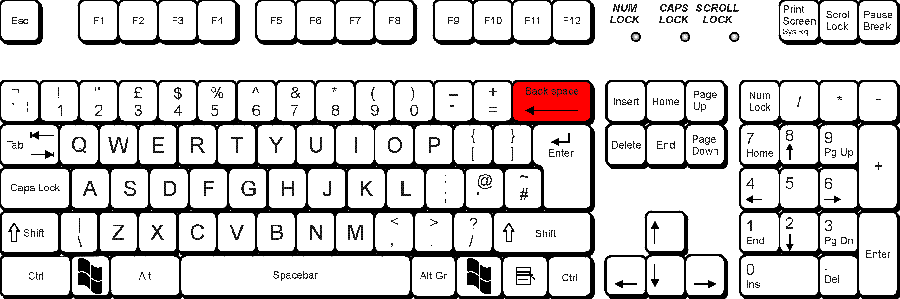 Esc F1 F2 F3 F4 F5 F6 F7 F8 F9 F10 F11 F12
NUM LOCK CAPS LOCK SCROLL LOCK
Print Screen Scrol Lock Pause Break
! " £ $ % ^ & * ( ) _ + Back space
1 2 3 4 5 6 7 8 9 0 - =
Insert Home Page Up
Num Lock / * -
Tab Q W E R T Y U I O P { [ } ] Enter
Delete End Page Down
7 Home 8 9 Pg Up +
Caps Lock A S D F G H J K L : ; @ ' ~ #
4 5 6
Shift | \ Z X C V B N M < , > . ? / Shift
1 End 2 3 Pg Dn Enter
Ctrl Alt Spacebar Alt Gr Ctrl
0 Ins . Del